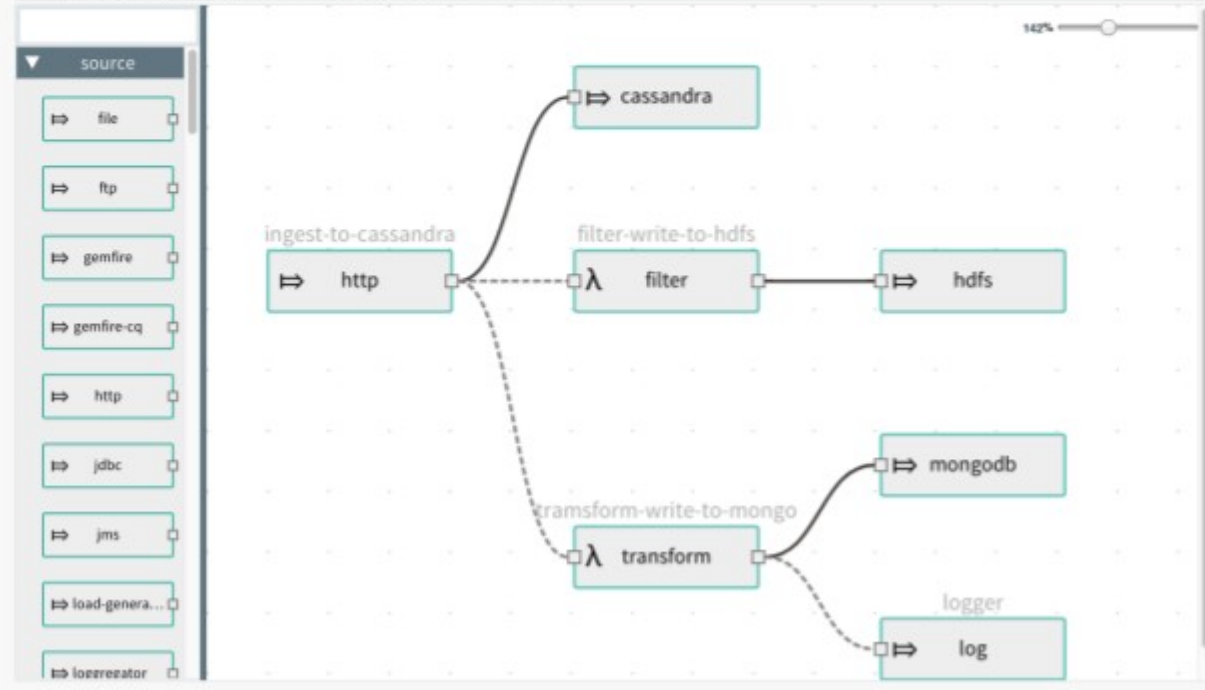 142%
source
file
ftp
gemfire
gemfire-cq
http
jdbc
jms
load-genera...
loggregator
cassandra
ingest-to-cassandra
http
filter-write-to-hdfs
λ filter
hdfs
mongodb
tramsform-write-to-mongo
λ transform
logger
log